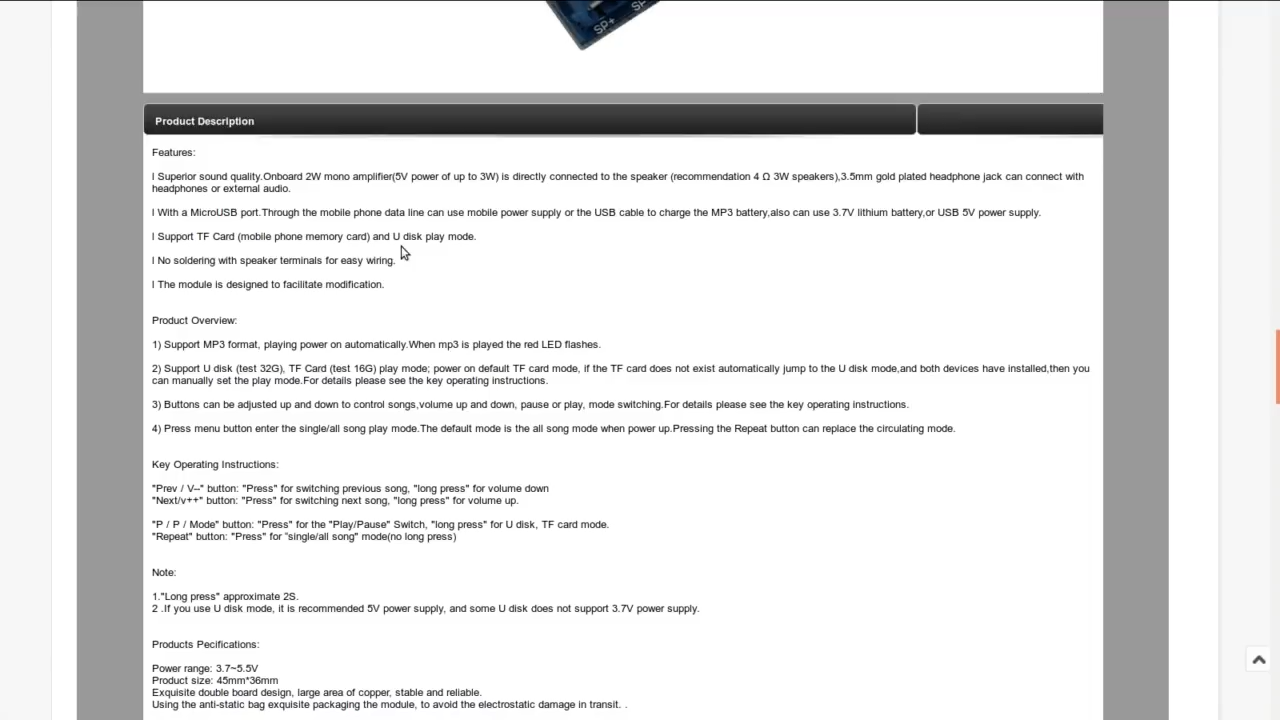 SP+
SP
Product Description
Features:
l Superior sound quality.Onboard 2W mono amplifier(5V power of up to 3W) is directly connected to the speaker (recommendation 4 Ω 3W speakers),3.5mm gold plated headphone jack can connect with
headphones or external audio.
l With a MicroUSB port.Through the mobile phone data line can use mobile power supply or the USB cable to charge the MP3 battery,also can use 3.7V lithium battery,or USB 5V power supply.
l Support TF Card (mobile phone memory card) and U disk play mode.
l No soldering with speaker terminals for easy wiring.
l The module is designed to facilitate modification.
Product Overview:
1) Support MP3 format, playing power on automatically.When mp3 is played the red LED flashes.
2) Support U disk (test 32G), TF Card (test 16G) play mode; power on default TF card mode, if the TF card does not exist automatically jump to the U disk mode,and both devices have installed,then you
can manually set the play mode.For details please see the key operating instructions.
3) Buttons can be adjusted up and down to control songs,volume up and down, pause or play, mode switching.For details please see the key operating instructions.
4) Press menu button enter the single/all song play mode.The default mode is the all song mode when power up.Pressing the Repeat button can replace the circulating mode.
Key Operating Instructions:
"Prev / V--" button: "Press" for switching previous song, "long press" for volume down
"Next/v++" button: "Press" for switching next song, "long press" for volume up.
"P / P / Mode" button: "Press" for the "Play/Pause" Switch, "long press" for U disk, TF card mode.
"Repeat" button: "Press" for "single/all song" mode(no long press)
Note:
1."Long press" approximate 2S.
2 .If you use U disk mode, it is recommended 5V power supply, and some U disk does not support 3.7V power supply.
Products Pecifications:
Power range: 3.7~5.5V
Product size: 45mm*36mm
Exquisite double board design, large area of copper, stable and reliable.
Using the anti-static bag exquisite packaging the module, to avoid the electrostatic damage in transit. .